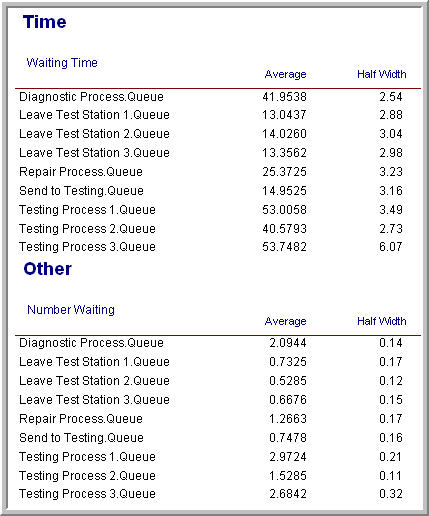 Time
Waiting Time
Average Half Width
Diagnostic Process.Queue 41.9538 2.54
Leave Test Station 1.Queue 13.0437 2.88
Leave Test Station 2.Queue 14.0260 3.04
Leave Test Station 3.Queue 13.3562 2.98
Repair Process.Queue 25.3725 3.23
Send to Testing.Queue 14.9525 3.16
Testing Process 1.Queue 53.0058 3.49
Testing Process 2.Queue 40.5793 2.73
Testing Process 3.Queue 53.7482 6.07
Other
Number Waiting
Average Half Width
Diagnostic Process.Queue 2.0944 0.14
Leave Test Station 1.Queue 0.7325 0.17
Leave Test Station 2.Queue 0.5285 0.12
Leave Test Station 3.Queue 0.6676 0.15
Repair Process.Queue 1.2663 0.17
Send to Testing.Queue 0.7478 0.16
Testing Process 1.Queue 2.9724 0.21
Testing Process 2.Queue 1.5285 0.11
Testing Process 3.Queue 2.6842 0.32